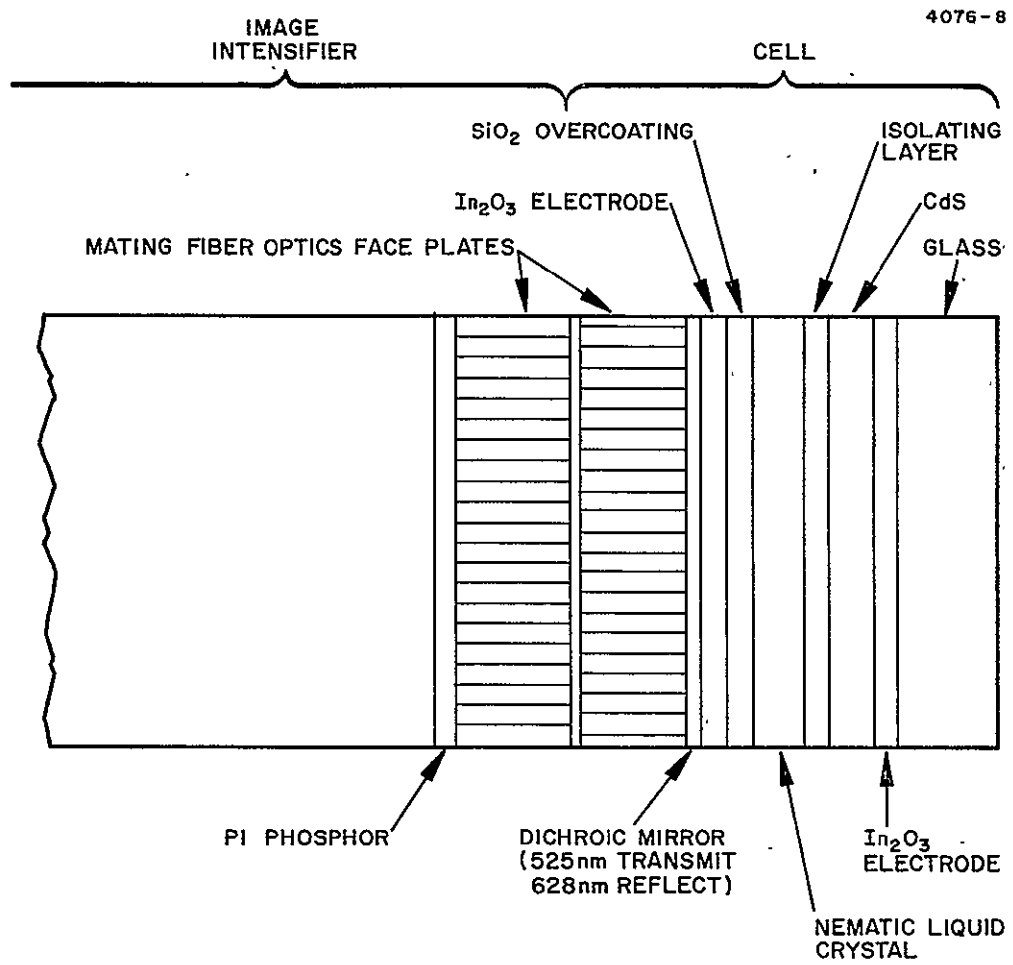 4076-8
IMAGE
INTENSIFIER
CELL
SiO₂ OVERCOATING
ISOLATING
LAYER
In₂O₃ ELECTRODE
CdS
MATING FIBER OPTICS FACE PLATES
GLASS
P1 PHOSPHOR
DICHROIC MIRROR
(525nm TRANSMIT
628nm REFLECT)
In₂O₃
ELECTRODE
NEMATIC LIQUID
CRYSTAL